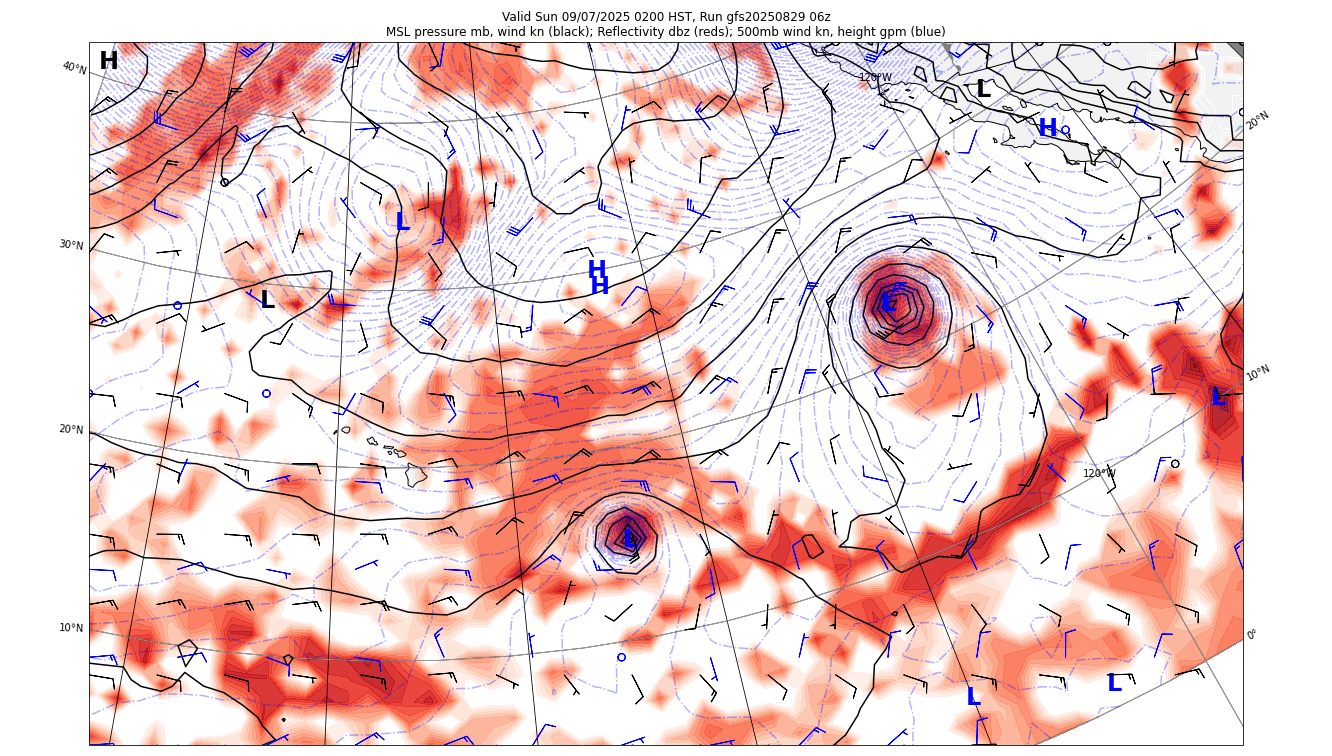 Valid Sun 09/07/2025 0200 HST, Run gfs20250829 06z
MSL pressure mb, wind kn (black); Reflectivity dbz (reds); 500mb wind kn, height gpm (blue)
H
40°N
120°W
L
H
20°N
L
30°N
H
H
L
L
10°N
L
20°N
120°W
L
10°N
0°
L
L